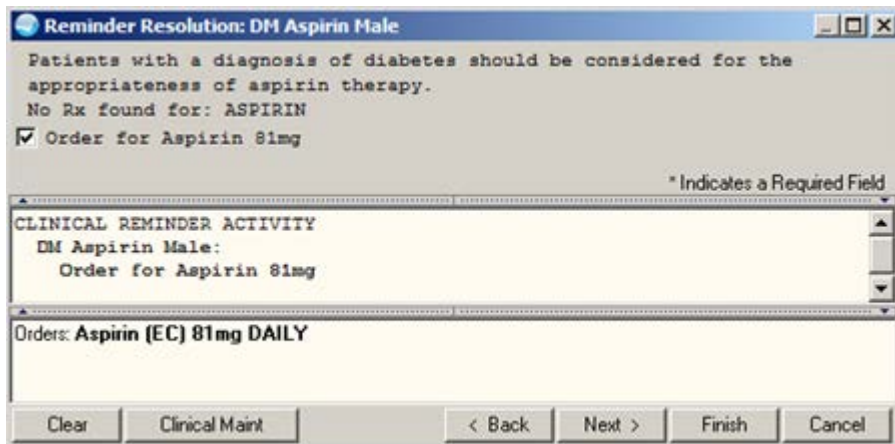 Reminder Resolution: DM Aspirin Male
Patients with a diagnosis of diabetes should be considered for the
appropriateness of aspirin therapy.
No Rx found for: ASPIRIN
Order for Aspirin 81mg
* Indicates a Required Field
CLINICAL REMINDER ACTIVITY
DM Aspirin Male:
Order for Aspirin 81mg
Orders: Aspirin (EC) 81mg DAILY
Clear Clinical Maint < Back Next > Finish Cancel